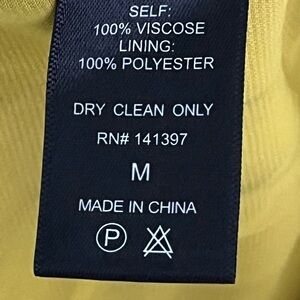 SELF:
100% VISCOSE
LINING:
100% POLYESTER
DRY CLEAN ONLY
RN# 141397
M
MADE IN CHINA
P